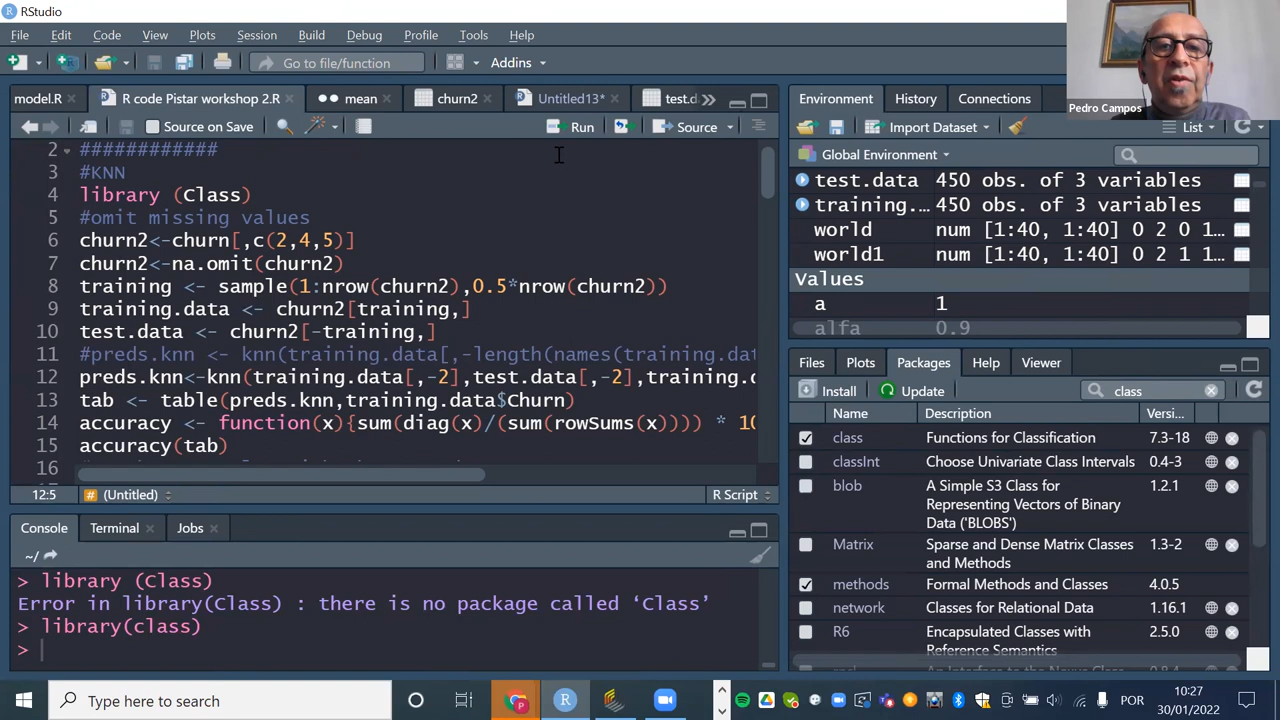 RStudio
File Edit Code View Plots Session Build Debug Profile Tools Help
Go to file/function
Addins
Pedro Campos
model.R R code Pistar workshop 2.R mean churn2 Untitled13* test.d
Source on Save Run Source
2 ############
3 #KNN
4 library (Class)
5 #omit missing values
6 churn2<-churn[,c(2,4,5)]
7 churn2<-na.omit(churn2)
8 training <- sample(1:nrow(churn2),0.5*nrow(churn2))
9 training.data <- churn2[training,]
10 test.data <- churn2[-training,]
11 #preds.knn <- knn(training.data[,-length(names(training.dat
12 preds.knn<-knn(training.data[,-2],test.data[,-2],training.d
13 tab <- table(preds.knn,training.data$Churn)
14 accuracy <- function(x){sum(diag(x)/(sum(rowSums(x)))) * 10
15 accuracy(tab)
16
12:5 # (Untitled) R Script
Console Terminal Jobs
~/
> library (Class)
Error in library(Class) : there is no package called ‘Class’
> library(class)
>
Environment History Connections
Import Dataset List
Global Environment
test.data 450 obs. of 3 variables
training.… 450 obs. of 3 variables
world num [1:40, 1:40] 0 2 0 1…
world1 num [1:40, 1:40] 0 2 1 1…
Values
a 1
alfa 0.9
Files Plots Packages Help Viewer
Install Update class
Name Description Versi...
class Functions for Classification 7.3-18
classInt Choose Univariate Class Intervals 0.4-3
blob A Simple S3 Class for 1.2.1
Representing Vectors of Binary
Data ('BLOBS')
Matrix Sparse and Dense Matrix Classes 1.3-2
and Methods
methods Formal Methods and Classes 4.0.5
network Classes for Relational Data 1.16.1
R6 Encapsulated Classes with 2.5.0
Reference Semantics
Type here to search
POR 10:27
30/01/2022